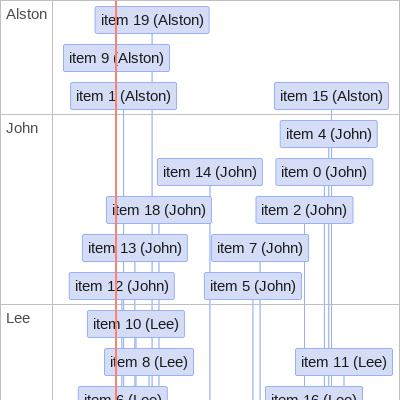 Alston
item 19 (Alston)
item 9 (Alston)
item 1 (Alston)
item 15 (Alston)
John
item 4 (John)
item 14 (John)
item 0 (John)
item 18 (John)
item 2 (John)
item 13 (John)
item 7 (John)
item 12 (John)
item 5 (John)
Lee
item 10 (Lee)
item 8 (Lee)
item 11 (Lee)
item 6 (Lee)
item 16 (Lee)